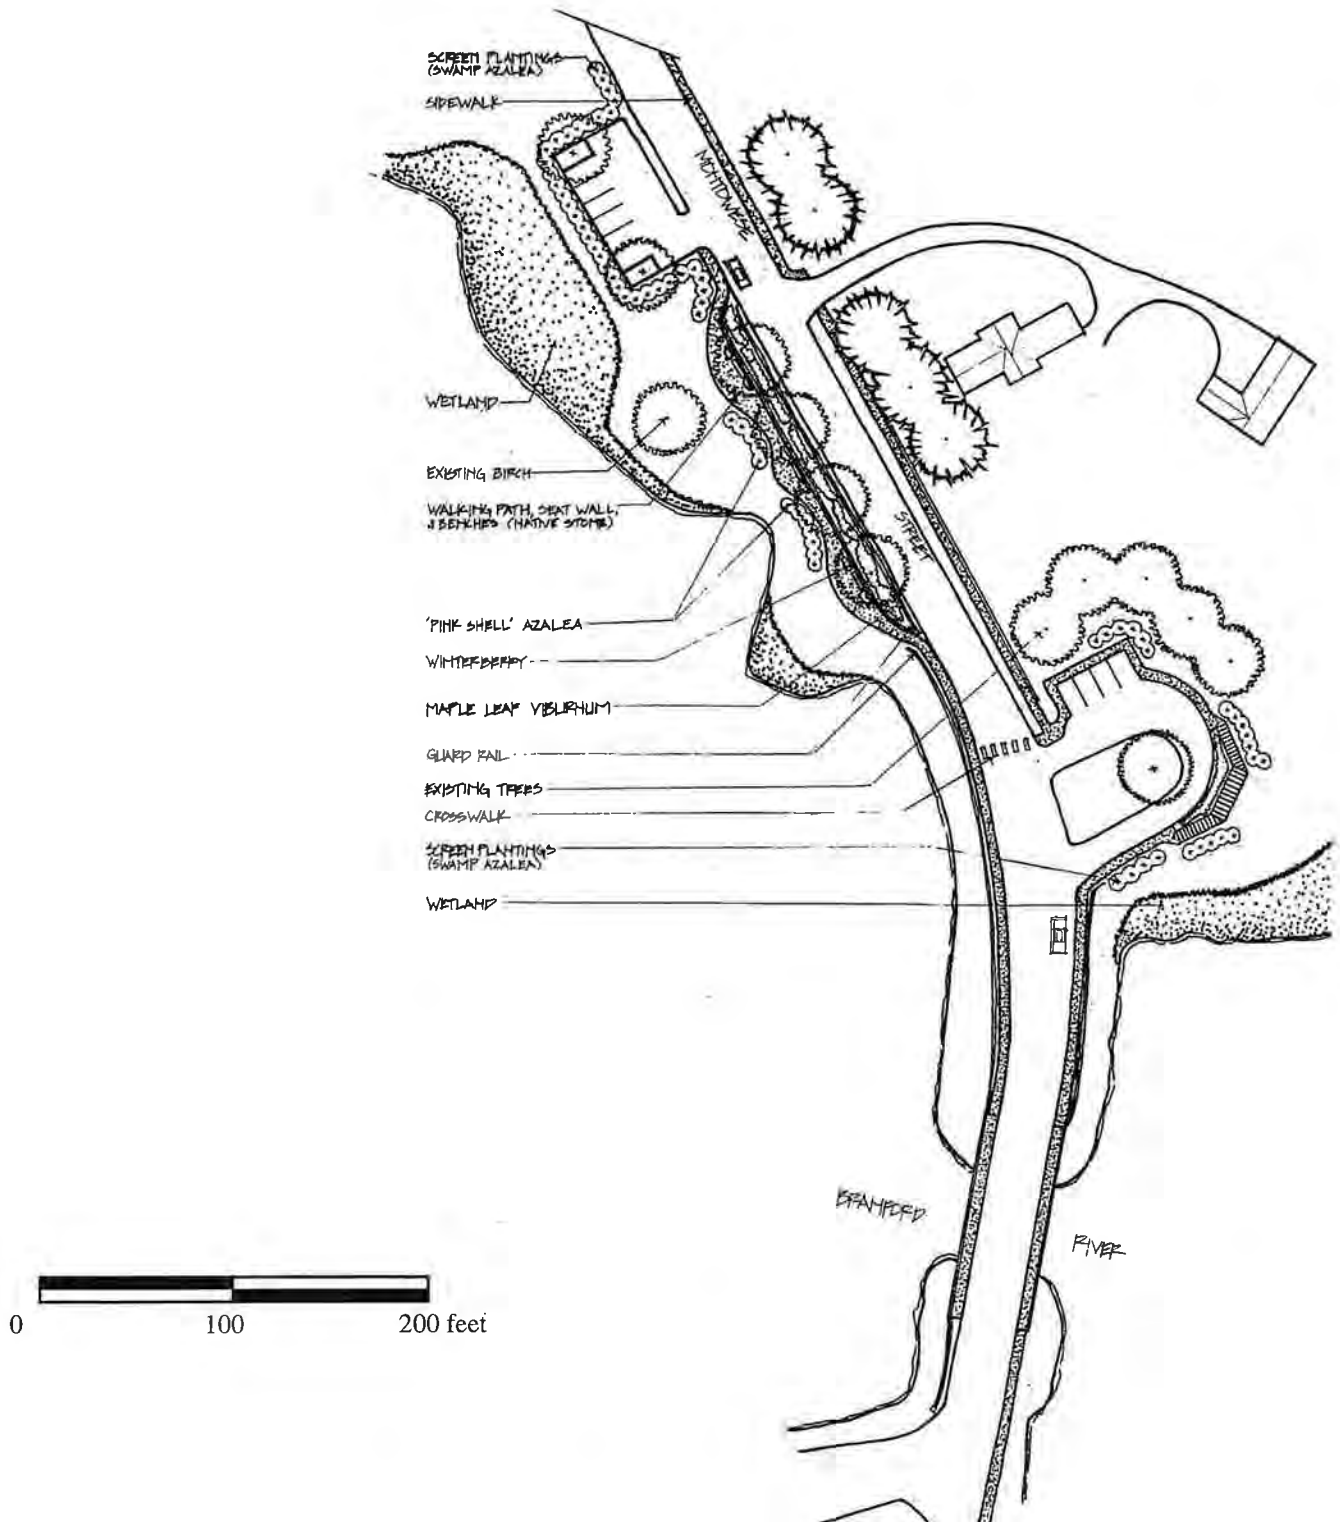 SCREEN PLANTINGS
(SWAMP AZALEA)
SIDEWALK
MONTOWESE
WETLAND
EXISTING BIRCH
WALKING PATH, SEAT WALL,
& BENCHES (NATIVE STONE)
STREET
'PINK SHELL' AZALEA
WINTERBERRY
MAPLE LEAF VIBURNUM
GUARD RAIL
EXISTING TREES
CROSSWALK
SCREEN PLANTINGS
(SWAMP AZALEA)
WETLAND
BRANFORD
RIVER
0 100 200 feet